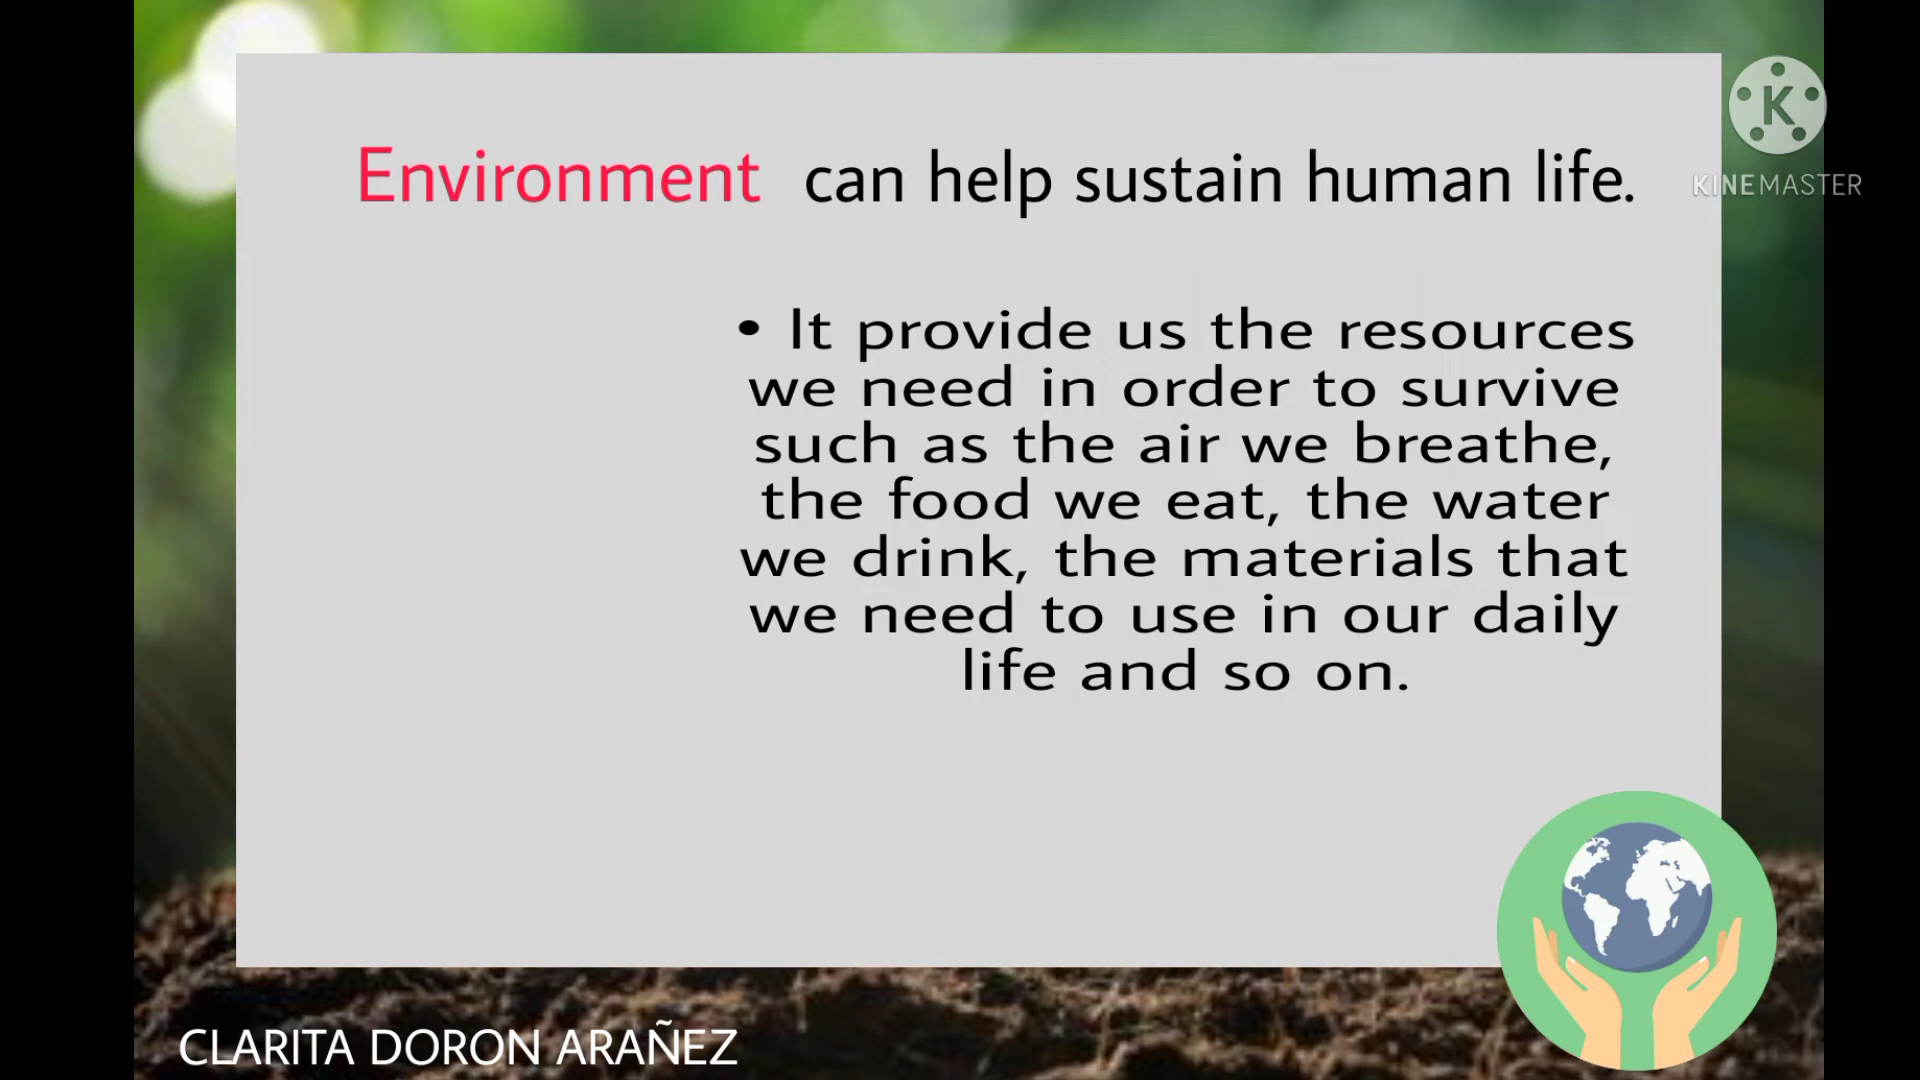 Environment can help sustain human life.
• It provide us the resources
we need in order to survive
such as the air we breathe,
the food we eat, the water
we drink, the materials that
we need to use in our daily
life and so on.
K
KINEMASTER
CLARITA DORON ARAÑEZ